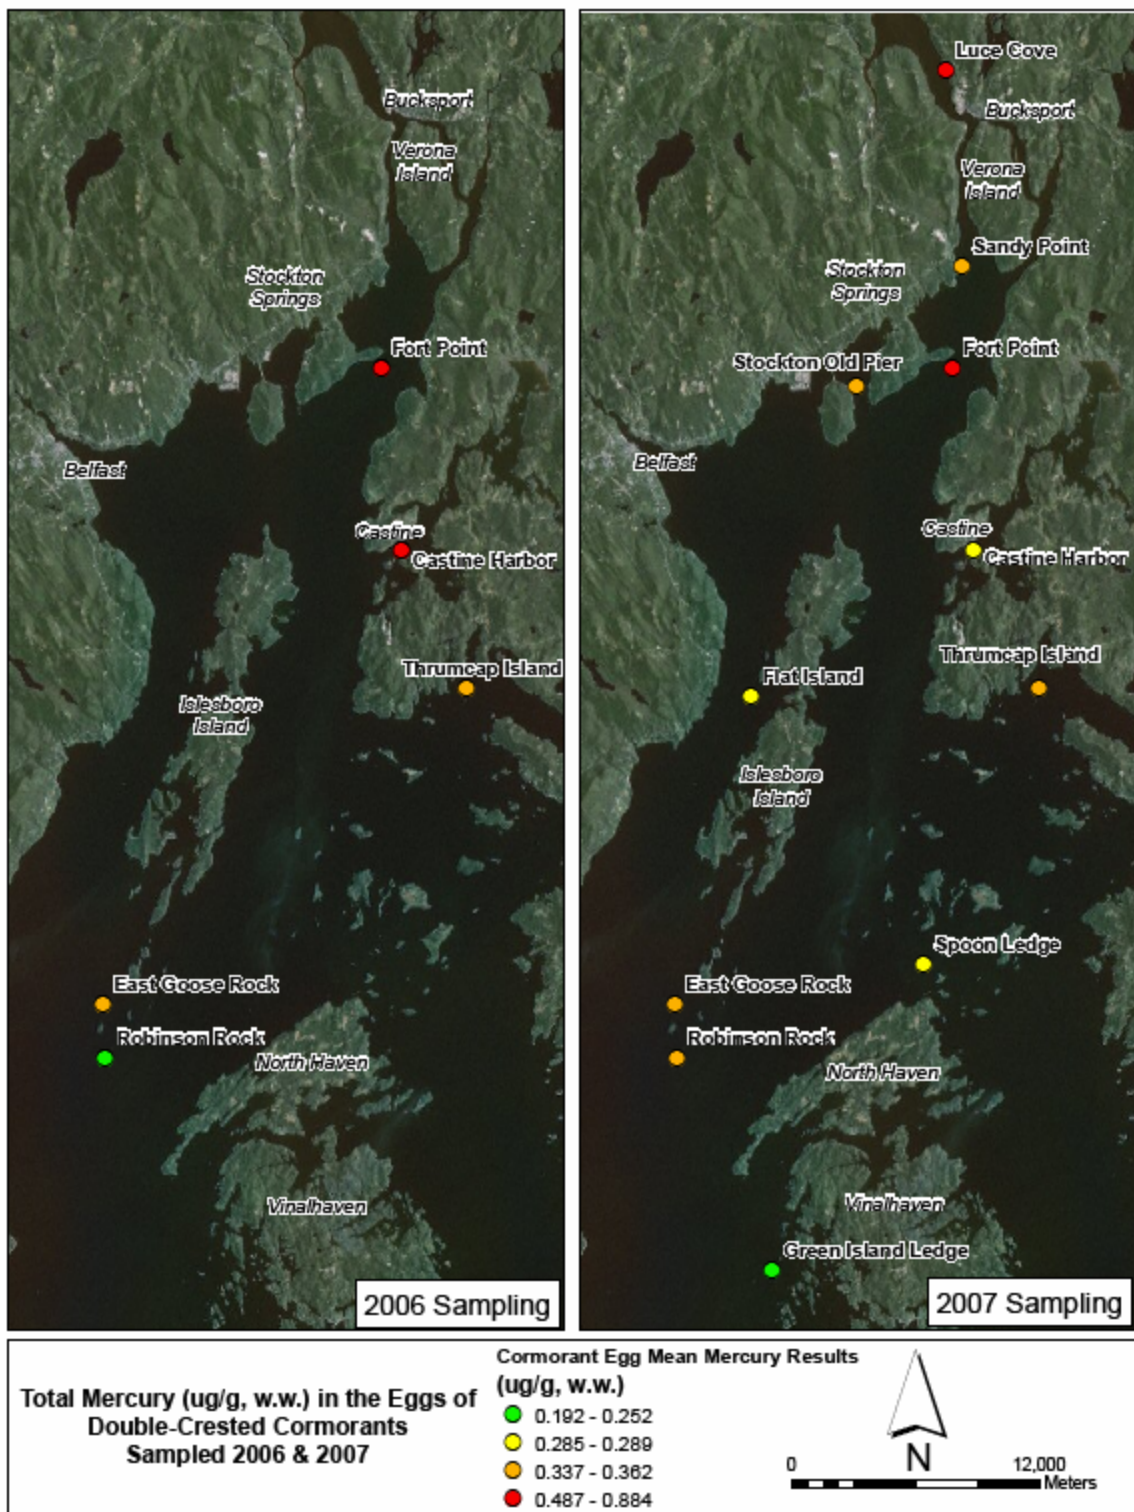 Bucksport
Verona
Island
Stockton
Springs
Fort Point
Belfast
Castine
Castine Harbor
Thrumcap Island
Islesboro
Island
East Goose Rock
Robinson Rock
North Haven
Vinalhaven
2006 Sampling
Luce Cove
Bucksport
Verona
Island
Sandy Point
Stockton
Springs
Stockton Old Pier
Fort Point
Belfast
Castine
Castine Harbor
Thrumcap Island
Flat Island
Islesboro
Island
Spoon Ledge
East Goose Rock
Robinson Rock
North Haven
Vinalhaven
Green Island Ledge
2007 Sampling
Total Mercury (ug/g, w.w.) in the Eggs of
Double-Crested Cormorants
Sampled 2006 & 2007
Cormorant Egg Mean Mercury Results
(ug/g, w.w.)
0.192 - 0.252
0.285 - 0.289
0.337 - 0.362
0.487 - 0.884
N
0 12,000
Meters